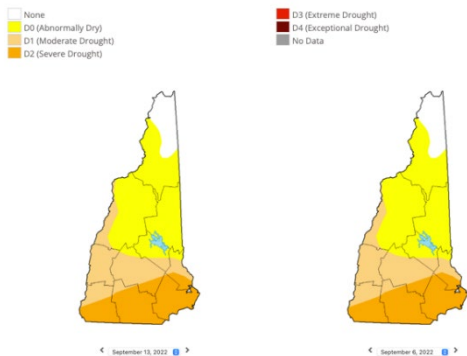 None
D0 (Abnormally Dry)
D1 (Moderate Drought)
D2 (Severe Drought)
D3 (Extreme Drought)
D4 (Exceptional Drought)
No Data
< September 13, 2022 >
< September 6, 2022 >